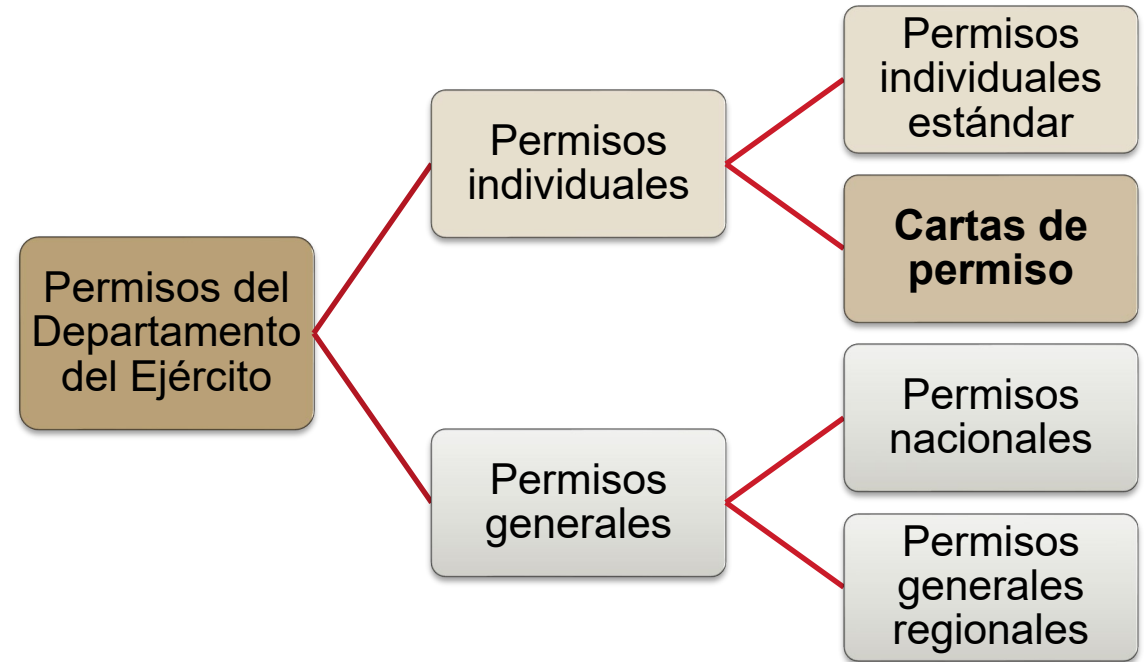 Permisos del
Departamento
del Ejército
Permisos
individuales
Permisos
individuales
estándar
Cartas de
permiso
Permisos
generales
Permisos
nacionales
Permisos
generales
regionales